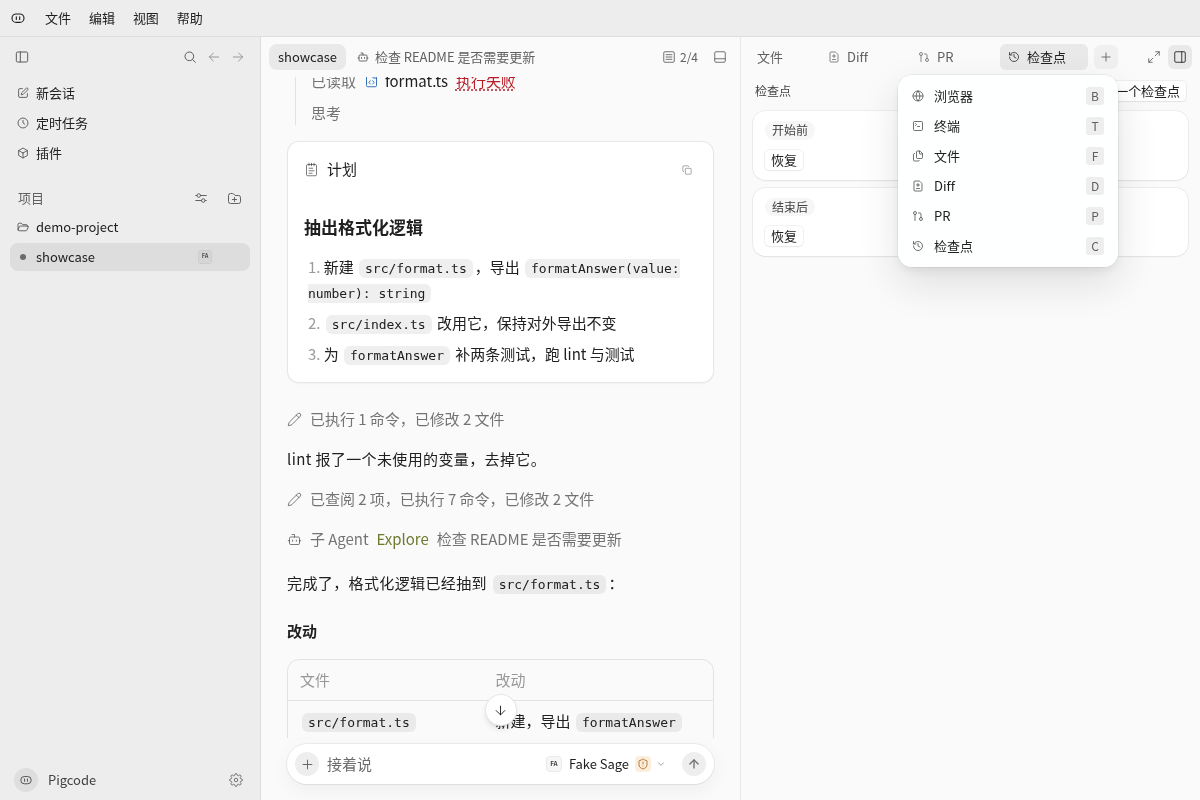 文件 编辑 视图 帮助
新会话
定时任务
插件
项目
demo-project
showcase FA
Pigcode
showcase 检查 README 是否需要更新 2/4
已读取 format.ts 执行失败
思考
计划
抽出格式化逻辑
1. 新建 src/format.ts，导出 formatAnswer(value:
number): string
2. src/index.ts 改用它，保持对外导出不变
3. 为 formatAnswer 补两条测试，跑 lint 与测试
已执行 1 命令，已修改 2 文件
lint 报了一个未使用的变量，去掉它。
已查阅 2 项，已执行 7 命令，已修改 2 文件
子 Agent Explore 检查 README 是否需要更新
完成了，格式化逻辑已经抽到 src/format.ts：
改动
文件 改动
src/format.ts 新建，导出 formatAnswer
接着说 FA Fake Sage
文件 Diff PR 检查点
检查点 一个检查点
开始前
恢复
结束后
恢复
浏览器 B
终端 T
文件 F
Diff D
PR P
检查点 C